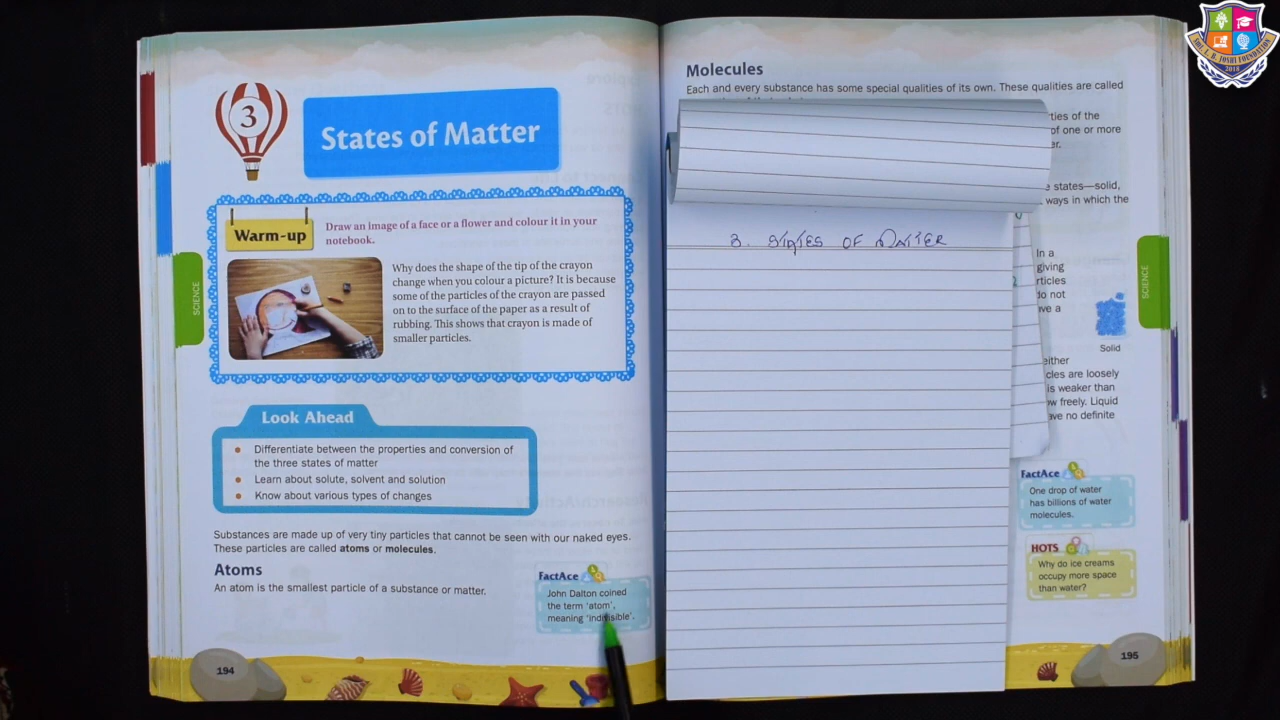 3
States of Matter
Warm-up
Draw an image of a face or a flower and colour it in your
notebook.
Why does the shape of the tip of the crayon
change when you colour a picture? It is because
some of the particles of the crayon are passed
on to the surface of the paper as a result of
rubbing. This shows that crayon is made of
smaller particles.
SCIENCE
Look Ahead
Differentiate between the properties and conversion of
the three states of matter
Learn about solute, solvent and solution
Know about various types of changes
Substances are made up of very tiny particles that cannot be seen with our naked eyes.
These particles are called atoms or molecules.
Atoms
An atom is the smallest particle of a substance or matter.
FactAce
John Dalton coined
the term 'atom',
meaning 'indivisible'.
194
Molecules
Each and every substance has some special qualities of its own. These qualities are called
ties of the
of one or more
er.
e states—solid,
ways in which the
3. STATES OF MATTER
In a
giving
rticles
do not
ave a
Solid
either
cles are loosely
is weaker than
ow freely. Liquid
ave no definite
SCIENCE
FactAce
One drop of water
has billions of water
molecules.
HOTS
Why do ice creams
occupy more space
than water?
195
SHRI L. R. JOSHI FOUNDATION
2018